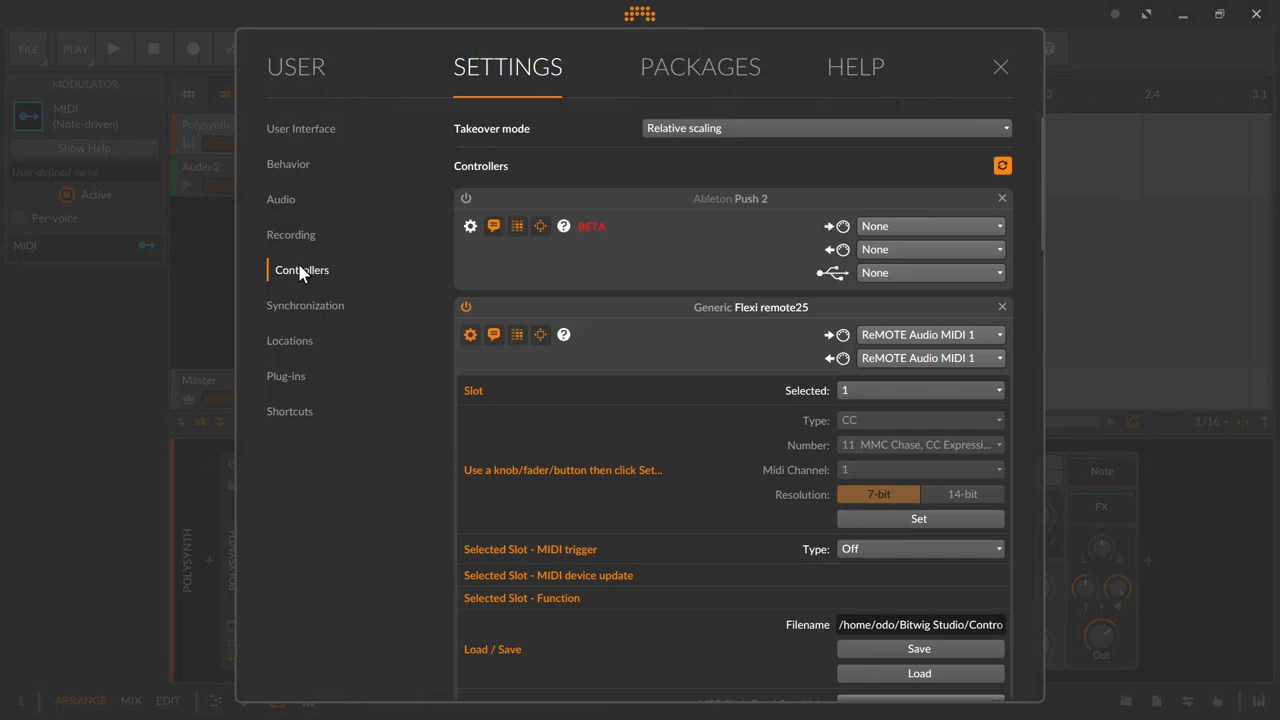 FILE
PLAY
USER
SETTINGS
PACKAGES
HELP
MODULATOR
MIDI
(Note-driven)
Show Help
User-defined name
Active
Per-voice
MIDI
Polysynth
Audio 2
Master
3
2.4
3.1
User Interface
Behavior
Audio
Recording
Controllers
Synchronization
Locations
Plug-ins
Shortcuts
Takeover mode
Relative scaling
Controllers
Ableton Push 2
BETA
None
None
None
Generic Flexi remote25
ReMOTE Audio MIDI 1
ReMOTE Audio MIDI 1
Slot
Selected: 1
Type: CC
Number: 11 MMC Chase, CC Expressi...
Use a knob/fader/button then click Set...
Midi Channel: 1
Resolution: 7-bit 14-bit
Set
Selected Slot - MIDI trigger
Type: Off
Selected Slot - MIDI device update
Selected Slot - Function
Filename /home/odo/Bitwig Studio/Contro
Load / Save
Save
Load
1/16
POLYSYNTH
Note
FX
L R
Out
ARRANGE
MIX
EDIT